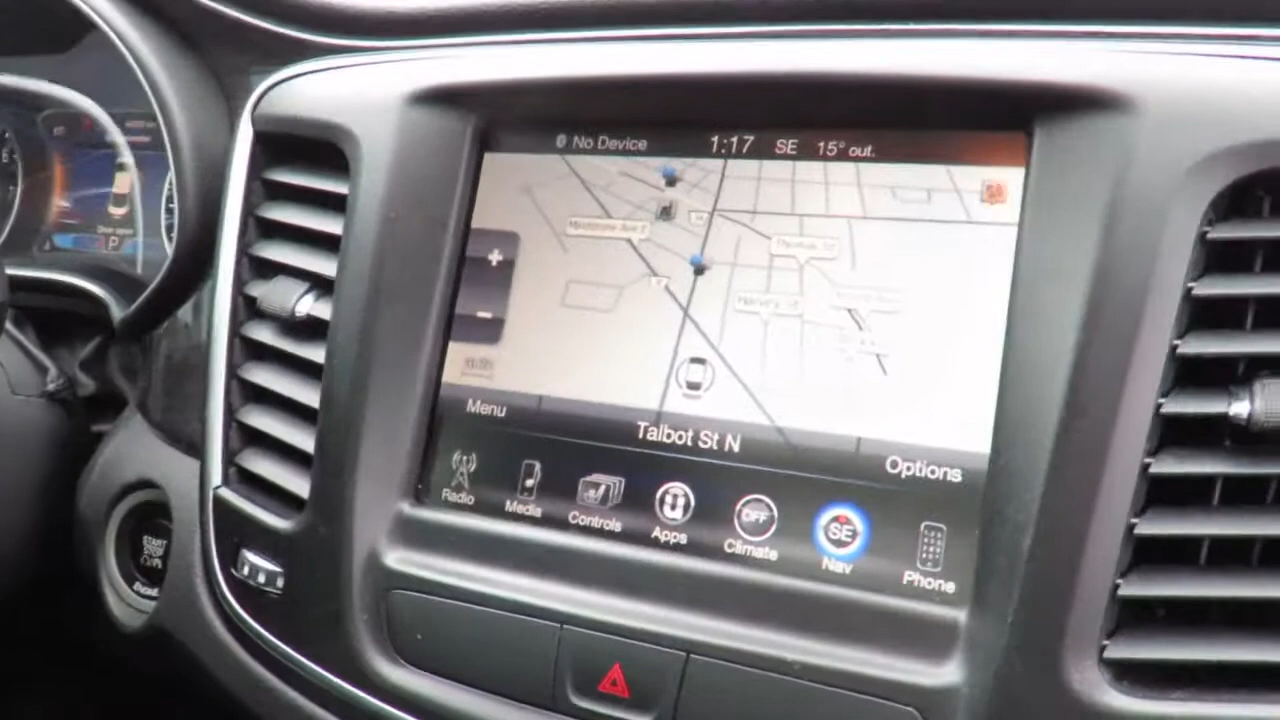 No Device 1:17 SE 15° out.
+
−
Menu
Talbot St N
Options
Radio
Media
Controls
Apps
OFF
Climate
SE
Nav
Phone
START
STOP
P